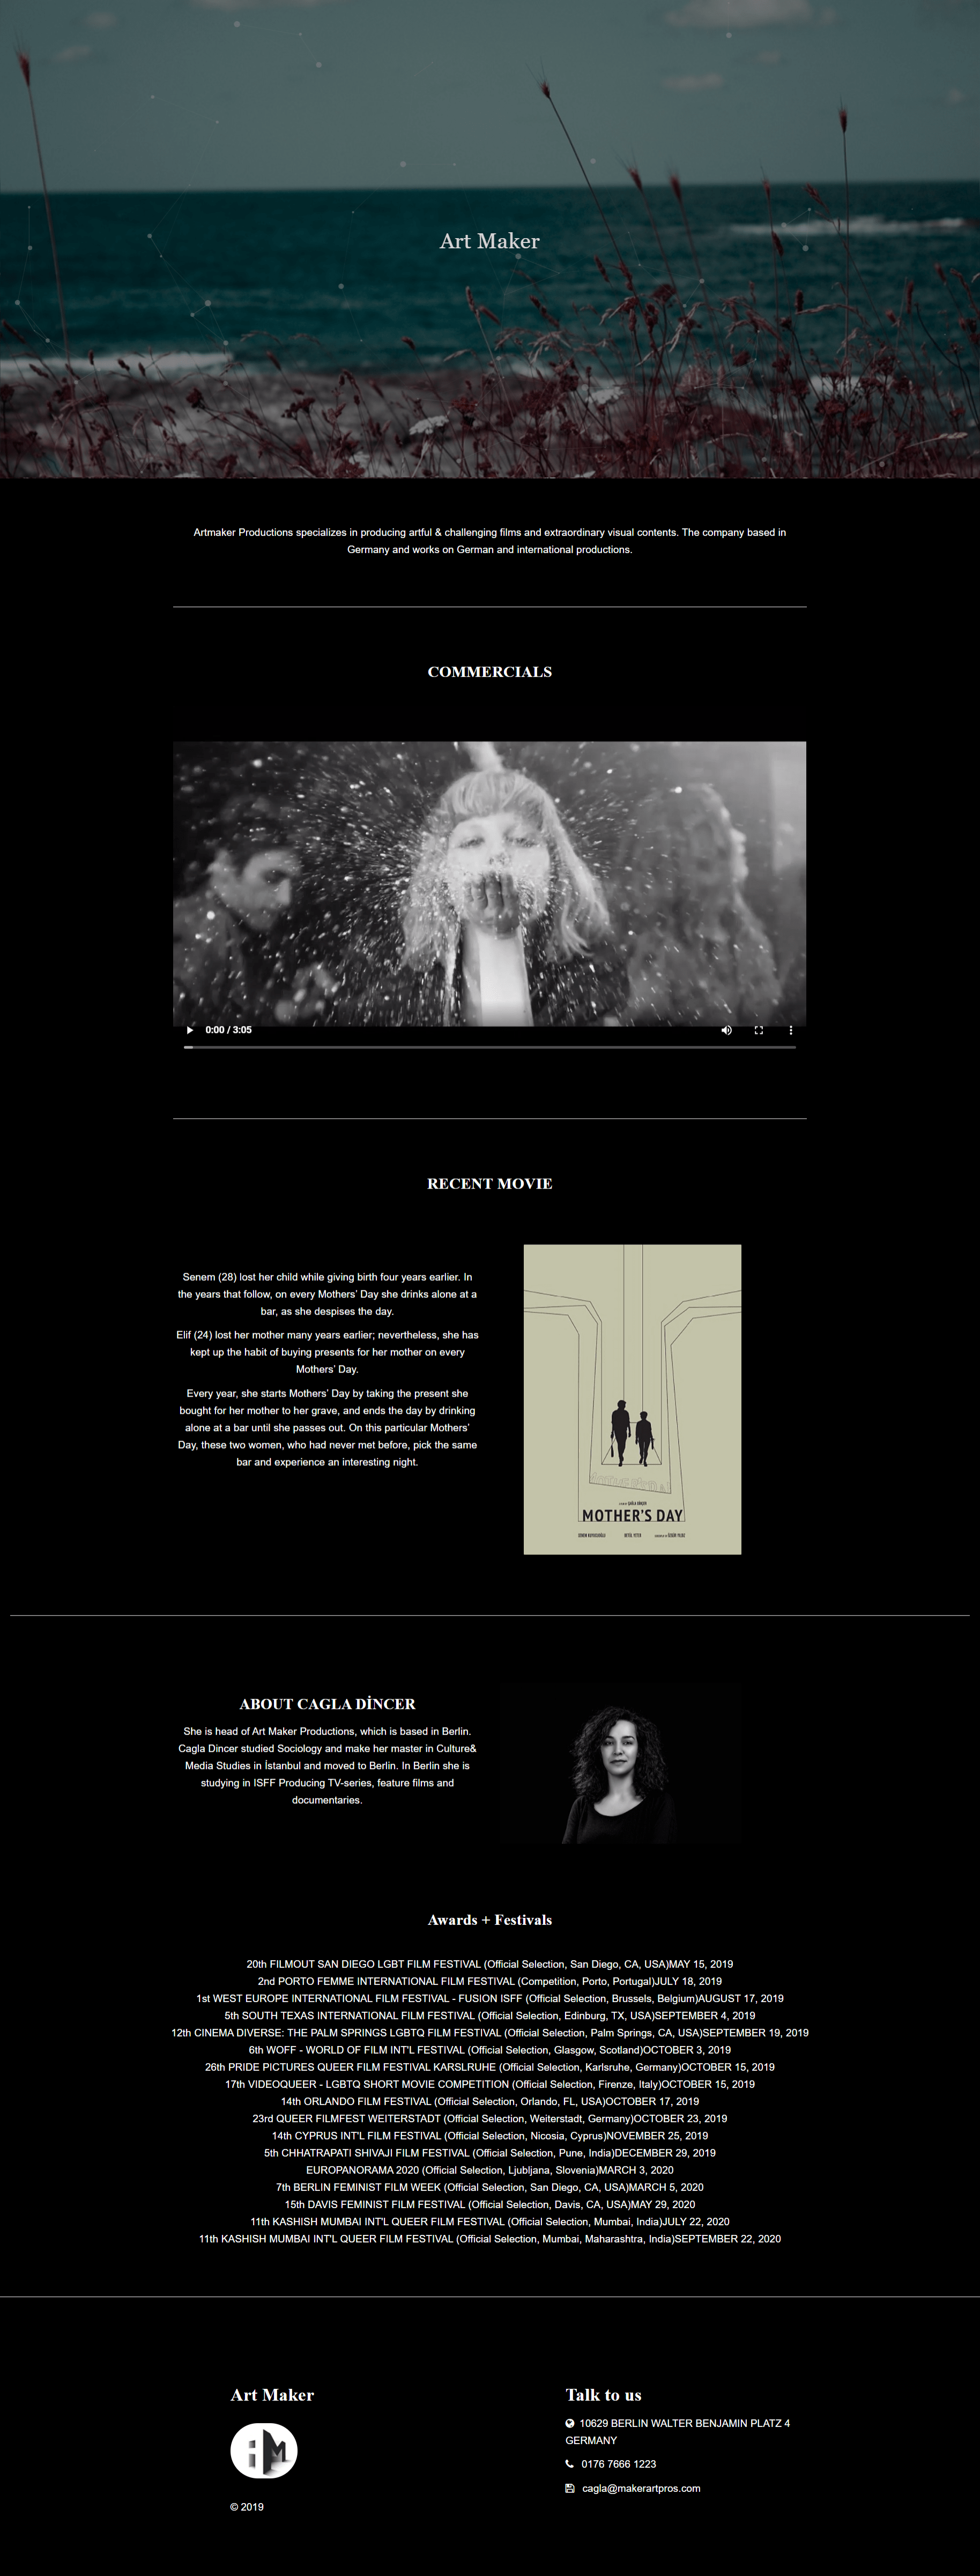 Art Maker
Artmaker Productions specializes in producing artful & challenging films and extraordinary visual contents. The company based in
Germany and works on German and international productions.
COMMERCIALS
0:00 / 3:05
RECENT MOVIE
Senem (28) lost her child while giving birth four years earlier. In
the years that follow, on every Mothers' Day she drinks alone at a
bar, as she despises the day.
Elif (24) lost her mother many years earlier; nevertheless, she has
kept up the habit of buying presents for her mother on every
Mothers' Day.
Every year, she starts Mothers' Day by taking the present she
bought for her mother to her grave, and ends the day by drinking
alone at a bar until she passes out. On this particular Mothers'
Day, these two women, who had never met before, pick the same
bar and experience an interesting night.
MOTHER'S DAY
ABOUT CAGLA DİNCER
She is head of Art Maker Productions, which is based in Berlin.
Cagla Dincer studied Sociology and make her master in Culture&
Media Studies in İstanbul and moved to Berlin. In Berlin she is
studying in ISFF Producing TV-series, feature films and
documentaries.
Awards + Festivals
20th FILMOUT SAN DIEGO LGBT FILM FESTIVAL (Official Selection, San Diego, CA, USA)MAY 15, 2019
2nd PORTO FEMME INTERNATIONAL FILM FESTIVAL (Competition, Porto, Portugal)JULY 18, 2019
1st WEST EUROPE INTERNATIONAL FILM FESTIVAL - FUSION ISFF (Official Selection, Brussels, Belgium)AUGUST 17, 2019
5th SOUTH TEXAS INTERNATIONAL FILM FESTIVAL (Official Selection, Edinburg, TX, USA)SEPTEMBER 4, 2019
12th CINEMA DIVERSE: THE PALM SPRINGS LGBTQ FILM FESTIVAL (Official Selection, Palm Springs, CA, USA)SEPTEMBER 19, 2019
6th WOFF - WORLD OF FILM INT'L FESTIVAL (Official Selection, Glasgow, Scotland)OCTOBER 3, 2019
26th PRIDE PICTURES QUEER FILM FESTIVAL KARSLRUHE (Official Selection, Karlsruhe, Germany)OCTOBER 15, 2019
17th VIDEOQUEER - LGBTQ SHORT MOVIE COMPETITION (Official Selection, Firenze, Italy)OCTOBER 15, 2019
14th ORLANDO FILM FESTIVAL (Official Selection, Orlando, FL, USA)OCTOBER 17, 2019
23rd QUEER FILMFEST WEITERSTADT (Official Selection, Weiterstadt, Germany)OCTOBER 23, 2019
14th CYPRUS INT'L FILM FESTIVAL (Official Selection, Nicosia, Cyprus)NOVEMBER 25, 2019
5th CHHATRAPATI SHIVAJI FILM FESTIVAL (Official Selection, Pune, India)DECEMBER 29, 2019
EUROPANORAMA 2020 (Official Selection, Ljubljana, Slovenia)MARCH 3, 2020
7th BERLIN FEMINIST FILM WEEK (Official Selection, San Diego, CA, USA)MARCH 5, 2020
15th DAVIS FEMINIST FILM FESTIVAL (Official Selection, Davis, CA, USA)MAY 29, 2020
11th KASHISH MUMBAI INT'L QUEER FILM FESTIVAL (Official Selection, Mumbai, India)JULY 22, 2020
11th KASHISH MUMBAI INT'L QUEER FILM FESTIVAL (Official Selection, Mumbai, Maharashtra, India)SEPTEMBER 22, 2020
Art Maker
© 2019
Talk to us
10629 BERLIN WALTER BENJAMIN PLATZ 4
GERMANY
0176 7666 1223
cagla@makerartpros.com